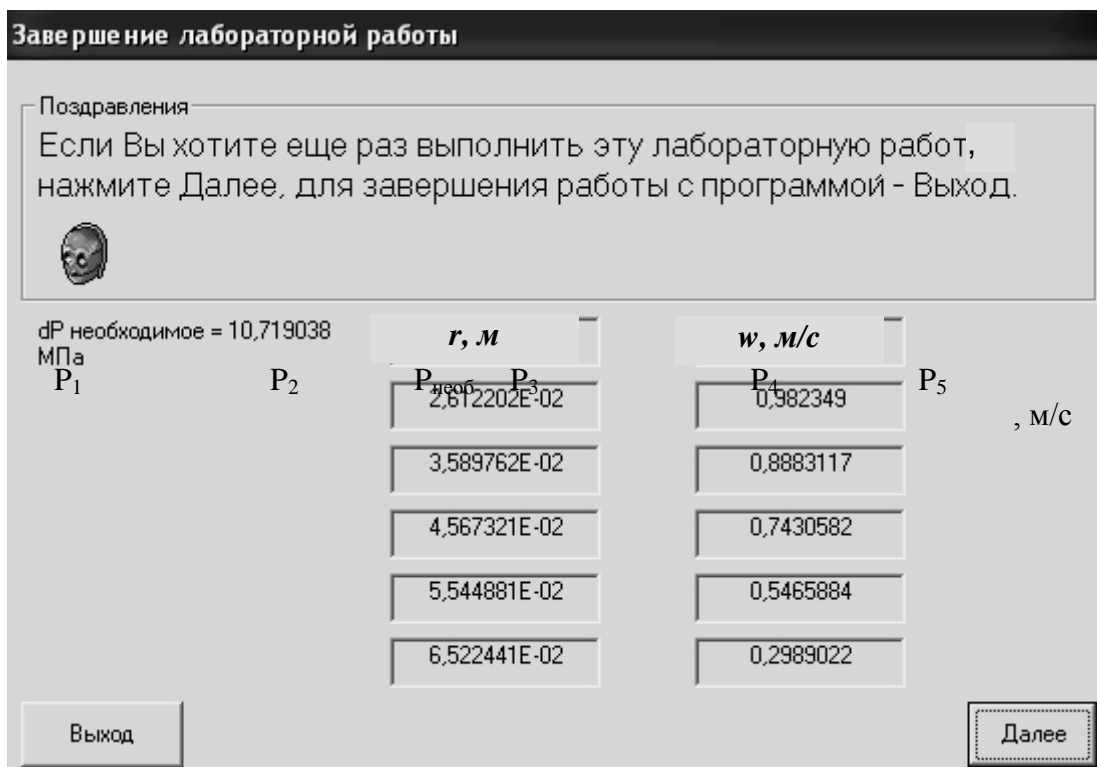 Завершение лабораторной работы
Поздравления
Если Вы хотите еще раз выполнить эту лабораторную работ,
нажмите Далее, для завершения работы с программой - Выход.
dP необходимое = 10,719038
МПа
r, м w, м/с
P₁ P₂ Pнеоб P₃ P₄ P₅
2,612202E-02 0,982349
, м/с
3,589762E-02 0,8883117
4,567321E-02 0,7430582
5,544881E-02 0,5465884
6,522441E-02 0,2989022
Выход Далее